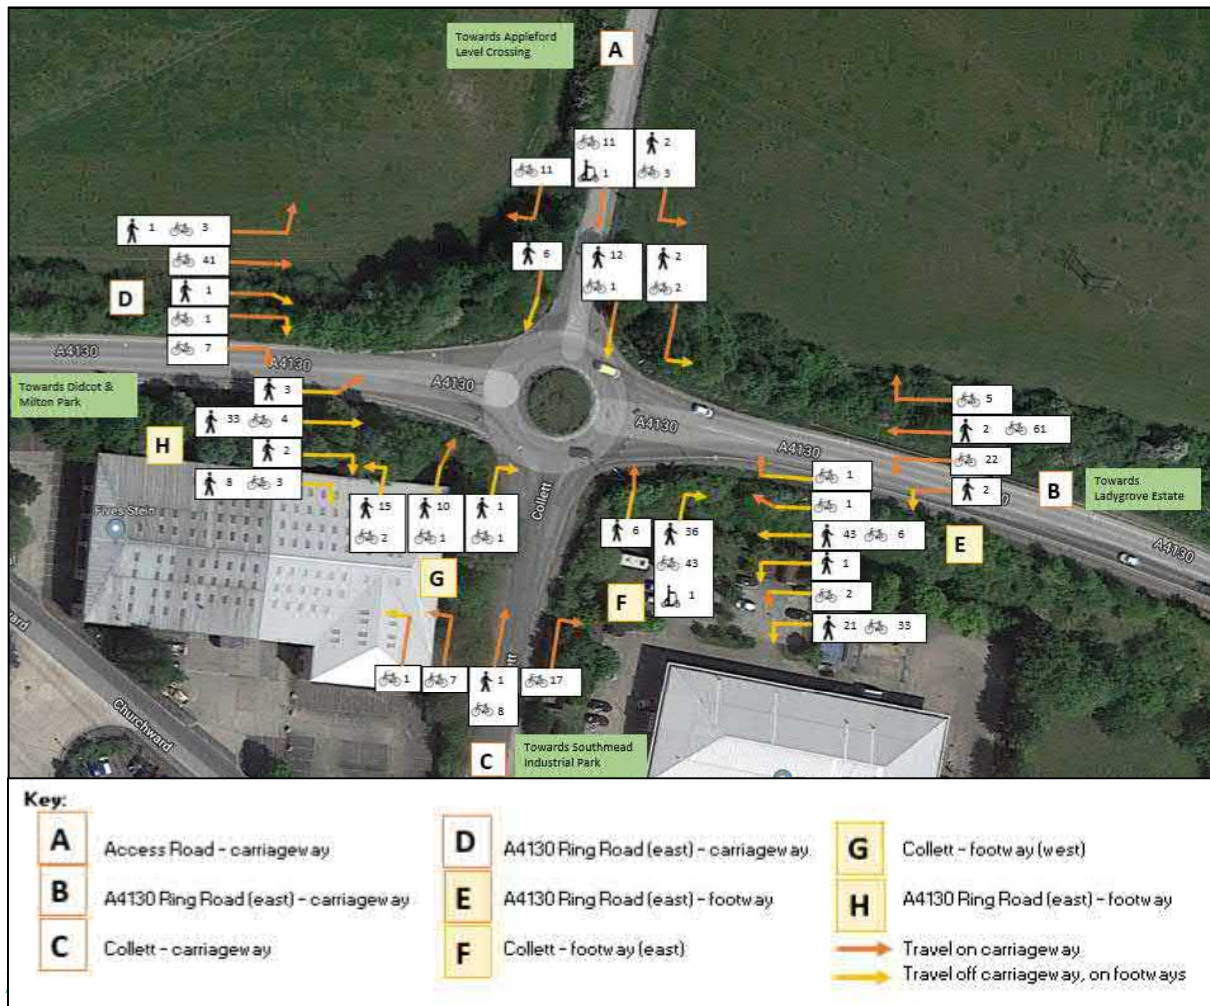 Towards Appleford
Level Crossing
A
11
11
1
2
3
1 3
41
1
1
7
D
6
12
1
2
2
A4130
A4130
A4130
A4130
A4130
A4130
Towards Didcot &
Milton Park
3
33 4
2
8 3
H
5
2 61
22
2
B
Towards
Ladygrove Estate
E
Fives Stein
15
2
10
1
1
1
G
Collett
6
36
43
1
F
1
1
43 6
1
2
21 33
1
7
1
8
17
Churchward
C
Towards Southmead
Industrial Park
Key:
A Access Road - carriageway
B A4130 Ring Road (east) - carriageway
C Collett - carriageway
D A4130 Ring Road (east) - carriageway
E A4130 Ring Road (east) - footway
F Collett - footway (east)
G Collett - footway (west)
H A4130 Ring Road (east) - footway
Travel on carriageway
Travel off carriageway, on footways